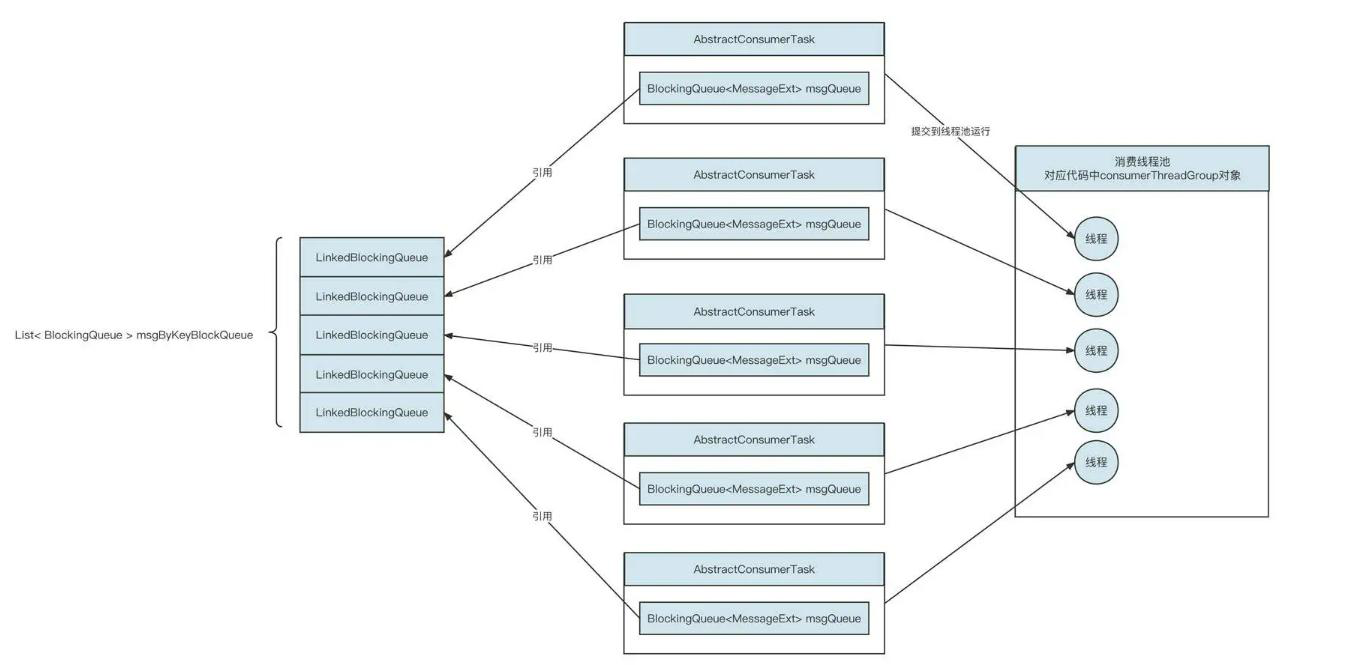 AbstractConsumerTask
BlockingQueue<MessageExt> msgQueue
提交到线程池运行
引用
消费线程池
对应代码中consumerThreadGroup对象
AbstractConsumerTask
BlockingQueue<MessageExt> msgQueue
线程
LinkedBlockingQueue
引用
LinkedBlockingQueue
线程
AbstractConsumerTask
List< BlockingQueue > msgByKeyBlockQueue
LinkedBlockingQueue
引用
BlockingQueue<MessageExt> msgQueue
线程
LinkedBlockingQueue
LinkedBlockingQueue
线程
引用
AbstractConsumerTask
线程
BlockingQueue<MessageExt> msgQueue
引用
AbstractConsumerTask
BlockingQueue<MessageExt> msgQueue